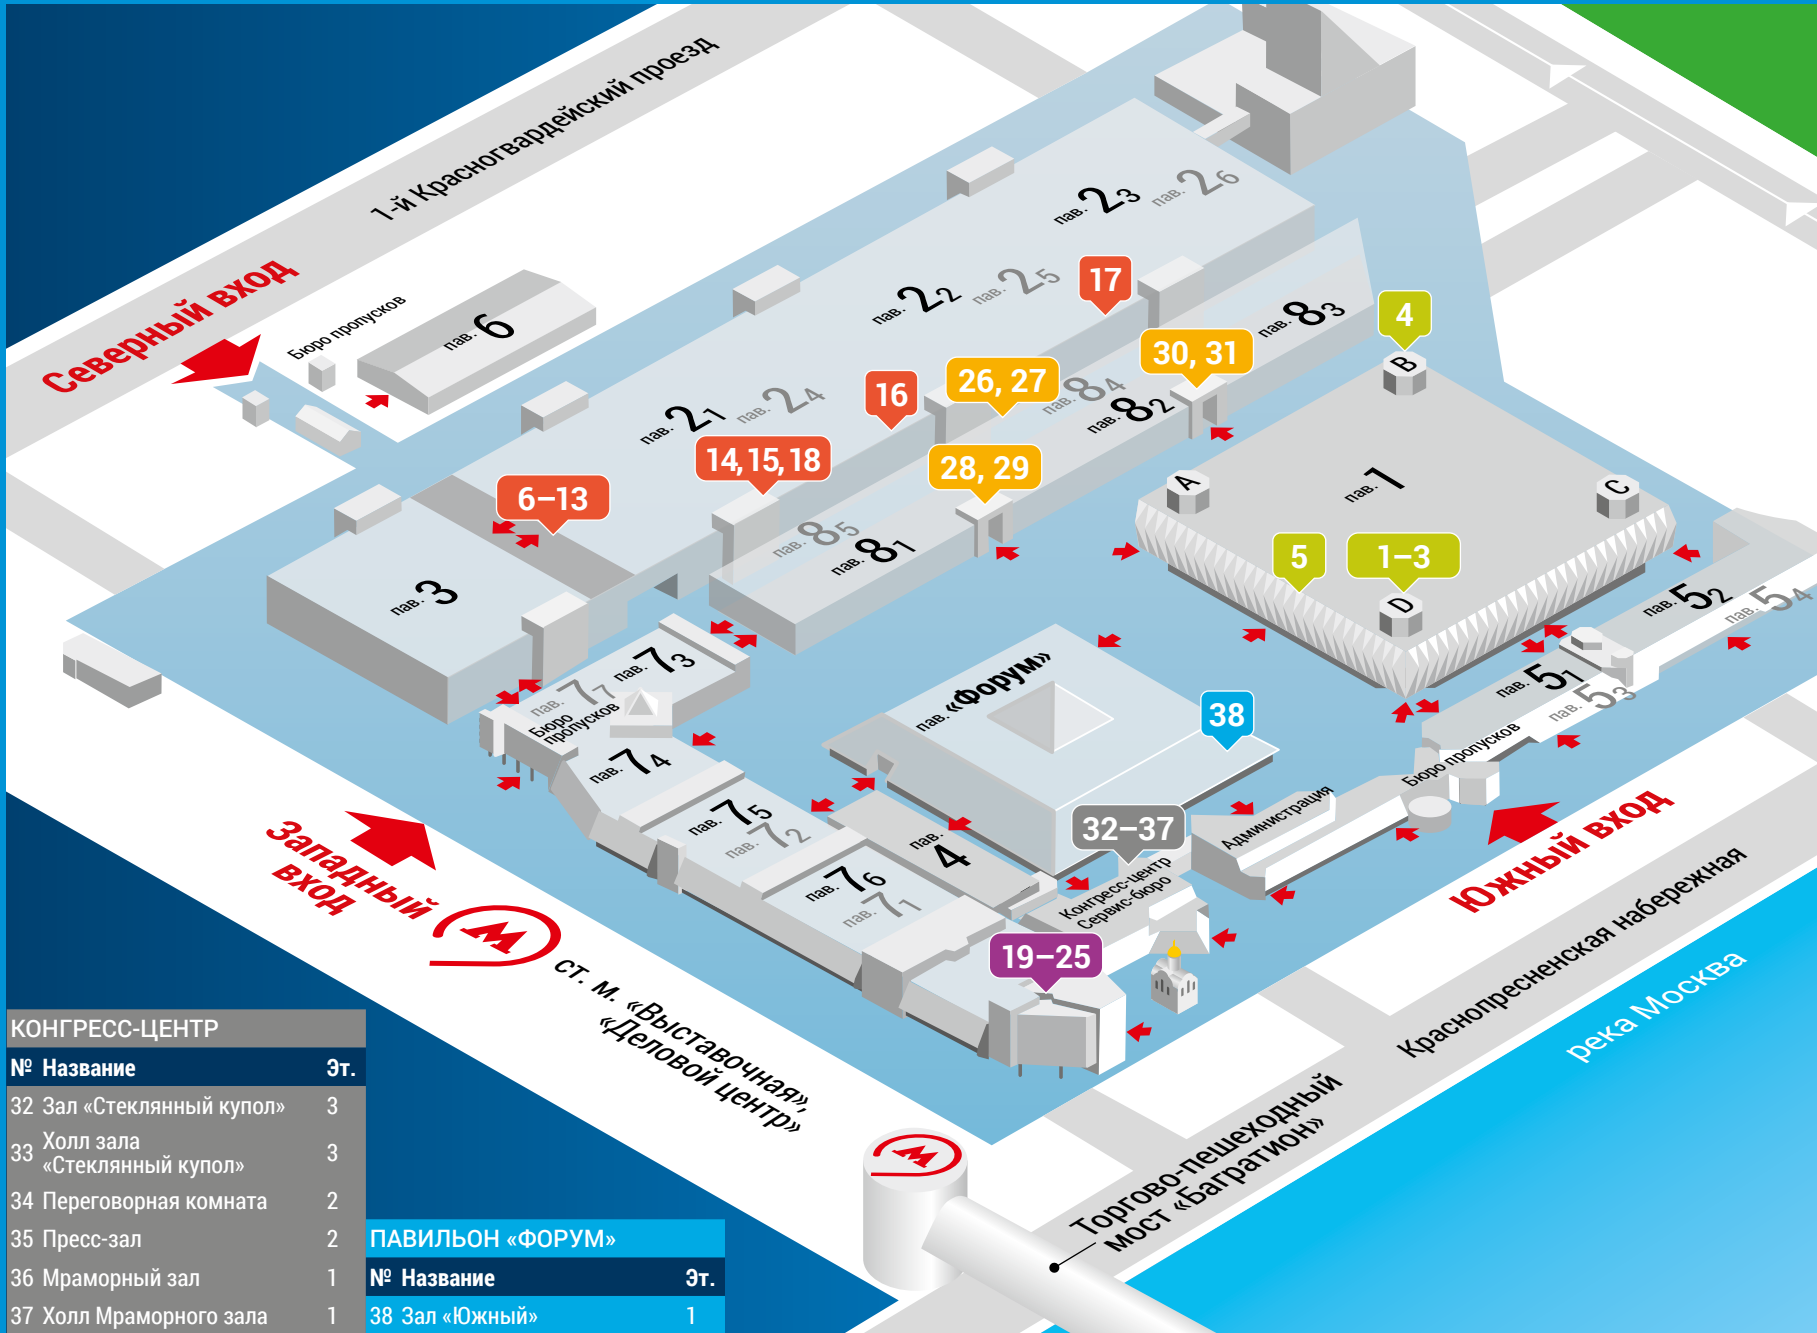 1-й Красногвардейский проезд
Северный вход
Бюро пропусков
пав. 6
пав. 2₃
пав. 2₆
пав. 2₂
пав. 2₅
17
пав. 8₃
4
B
30, 31
26, 27
16
пав. 8₄
пав. 8₂
пав. 2₁
пав. 2₄
14,15,18
28, 29
6–13
A
пав. 1
C
пав. 8₅
пав. 8₁
5
1–3
D
пав. 3
пав. 5₂
пав. 5₄
пав. 7₃
пав. 7₇
Бюро
пропусков
пав. «Форум»
38
пав. 5₁
пав. 5₃
Бюро пропусков
пав. 7₄
пав. 7₅
пав. 7₂
пав.
4
32–37
Администрация
Западный
вход
Южный вход
пав. 7₆
пав. 7₁
Конгресс-центр
Сервис-бюро
19–25
Краснопресненская набережная
река Москва
ст. м. «Выставочная»,
«Деловой центр»
Торгово-пешеходный
мост «Багратион»
КОНГРЕСС-ЦЕНТР
№ Название Эт.
32 Зал «Стеклянный купол» 3
33 Холл зала
«Стеклянный купол» 3
34 Переговорная комната 2
35 Пресс-зал 2
36 Мраморный зал 1
37 Холл Мраморного зала 1
ПАВИЛЬОН «ФОРУМ»
№ Название Эт.
38 Зал «Южный» 1